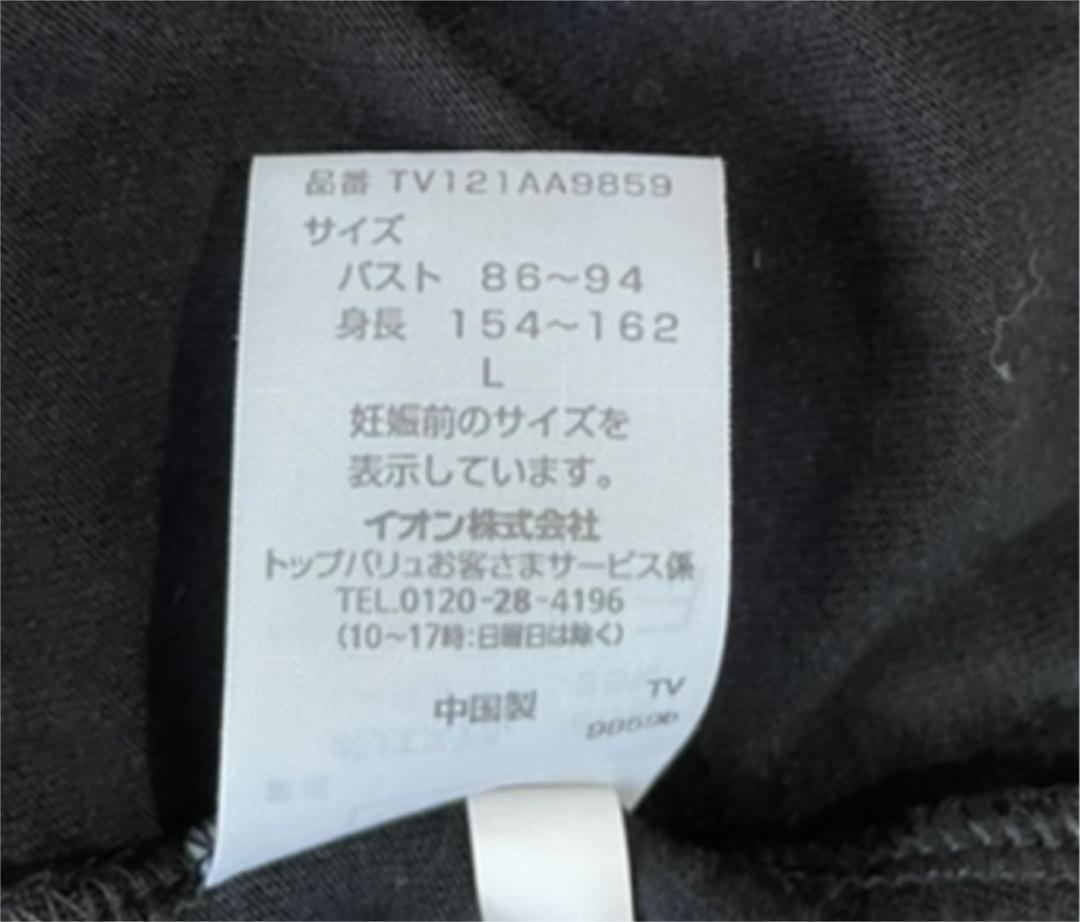 品番 TV121AA9859
サイズ
バスト 86～94
身長 154～162
L
妊娠前のサイズを
表示しています。
イオン株式会社
トップバリュお客さまサービス係
TEL.0120-28-4196
（10～17時：日曜日は除く）
中国製
TV